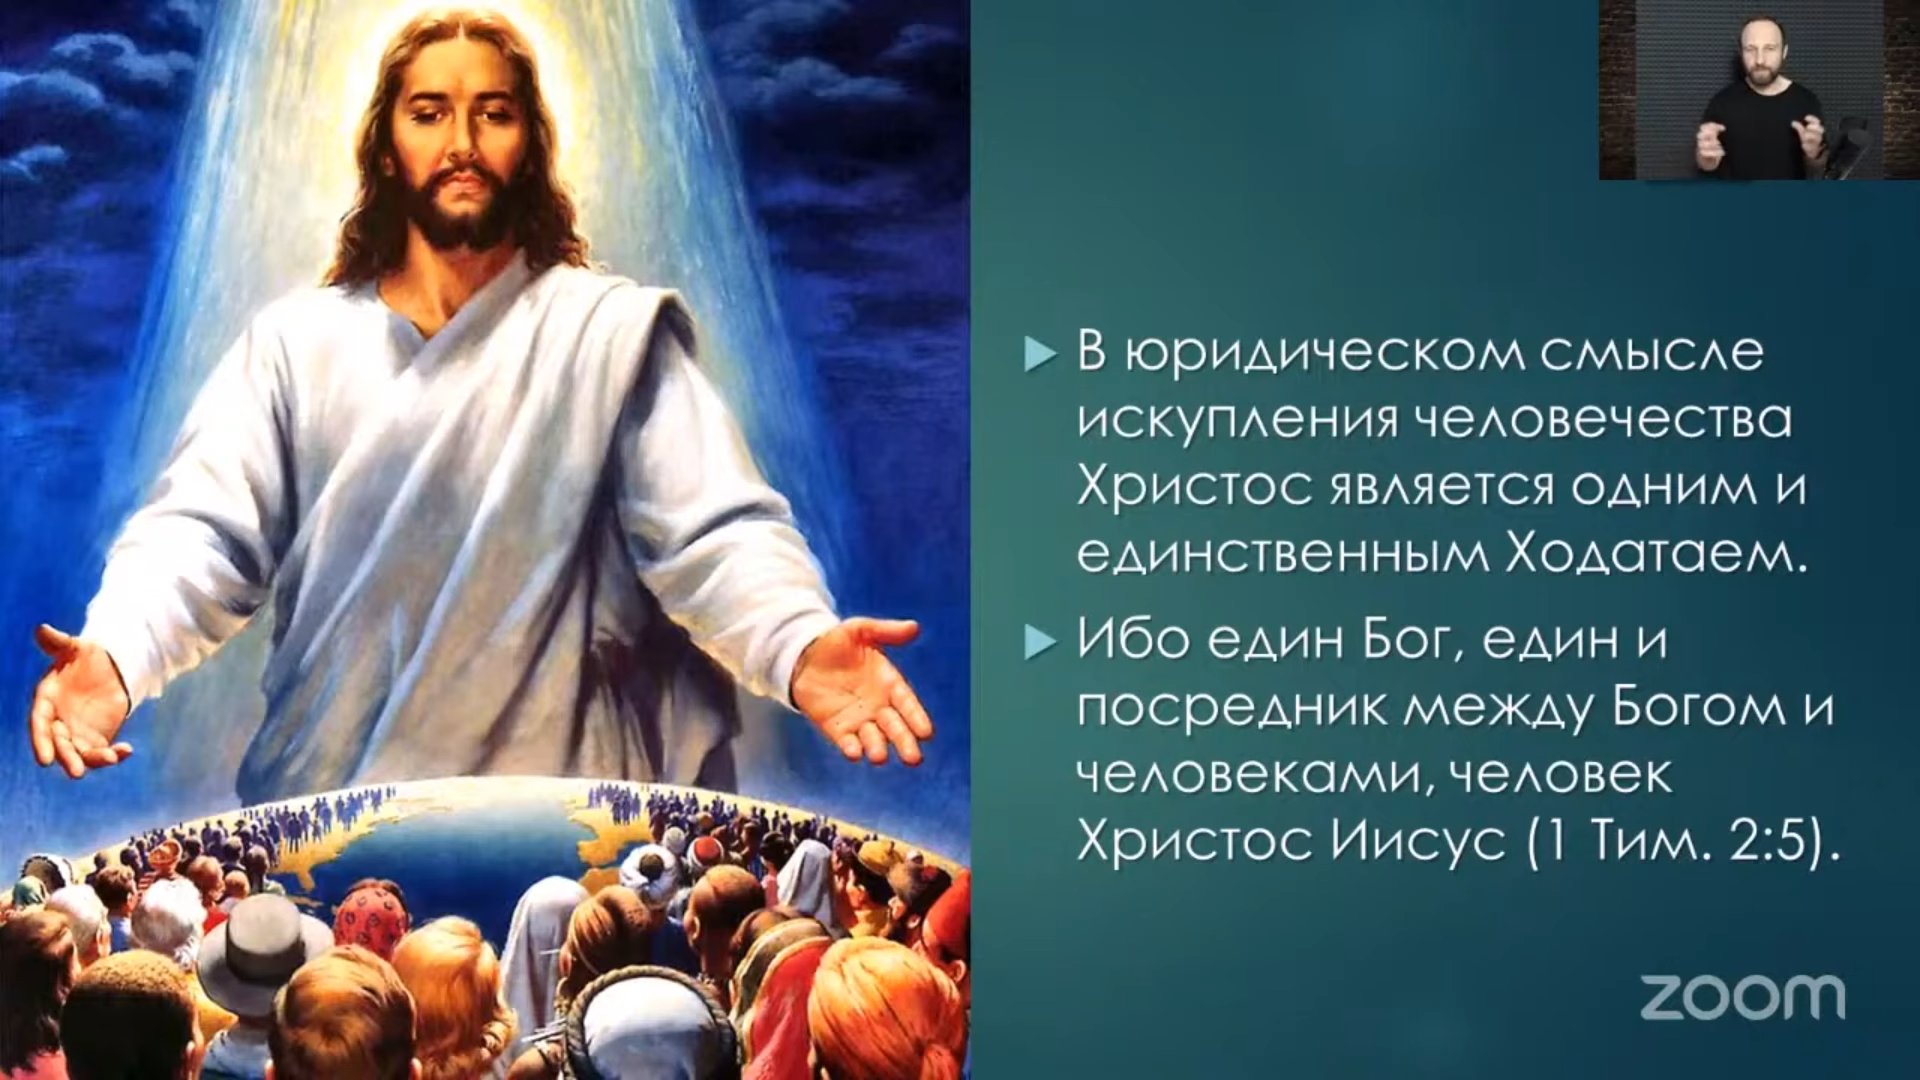 В юридическом смысле
искупления человечества
Христос является одним и
единственным Ходатаем.
Ибо един Бог, един и
посредник между Богом и
человеками, человек
Христос Иисус (1 Тим. 2:5).
zoom